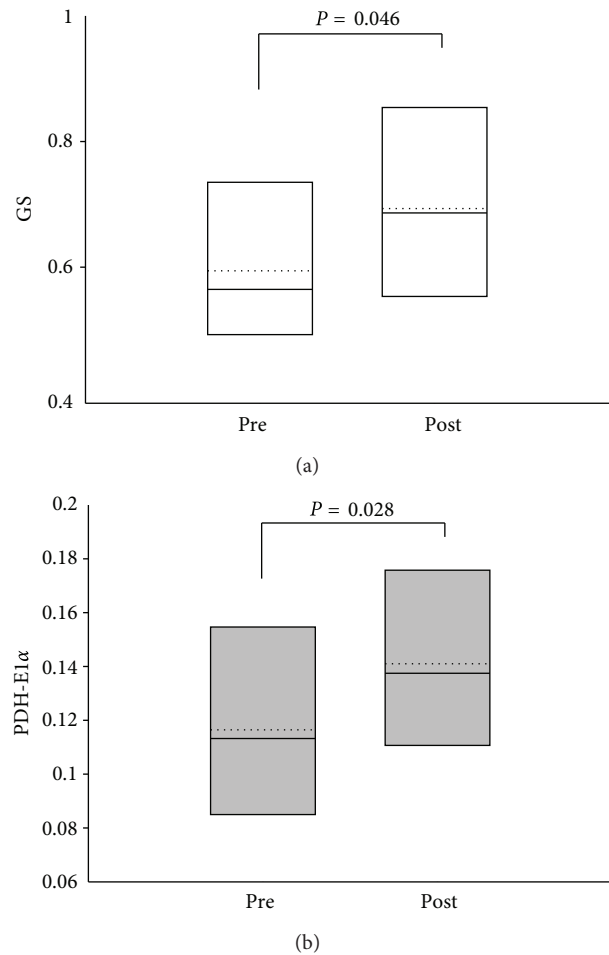 1
P = 0.046
0.8
GS
0.6
0.4
Pre Post
(a)
0.2
P = 0.028
0.18
0.16
PDH-E1α
0.14
0.12
0.1
0.08
0.06
Pre Post
(b)